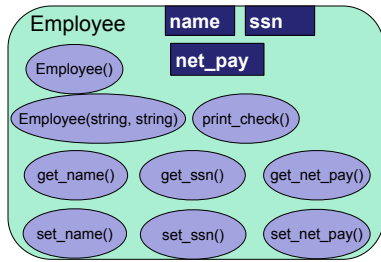 Employee
name
ssn
net_pay
Employee()
Employee(string, string)
print_check()
get_name()
get_ssn()
get_net_pay()
set_name()
set_ssn()
set_net_pay()